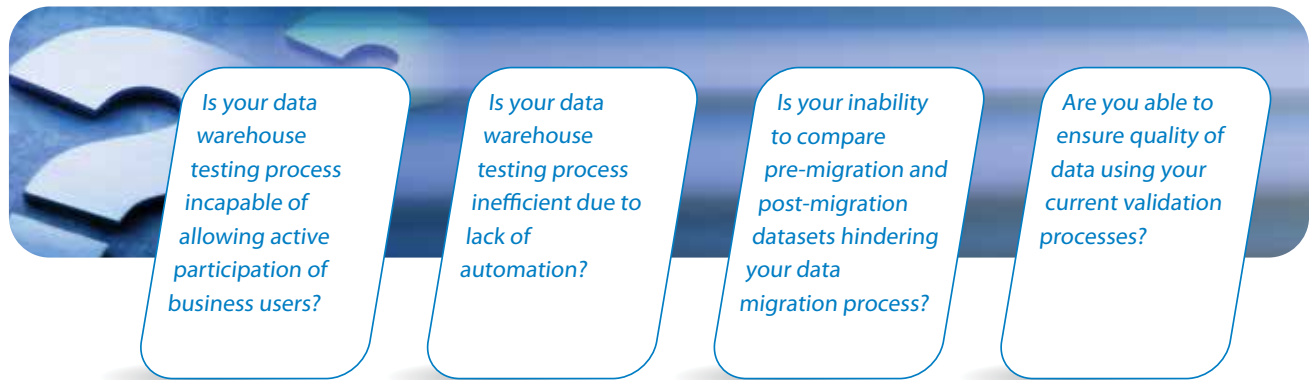 Is your data
warehouse
testing process
incapable of
allowing active
participation of
business users?
Is your data
warehouse
testing process
inefficient due to
lack of
automation?
Is your inability
to compare
pre-migration and
post-migration
datasets hindering
your data
migration process?
Are you able to
ensure quality of
data using your
current validation
processes?